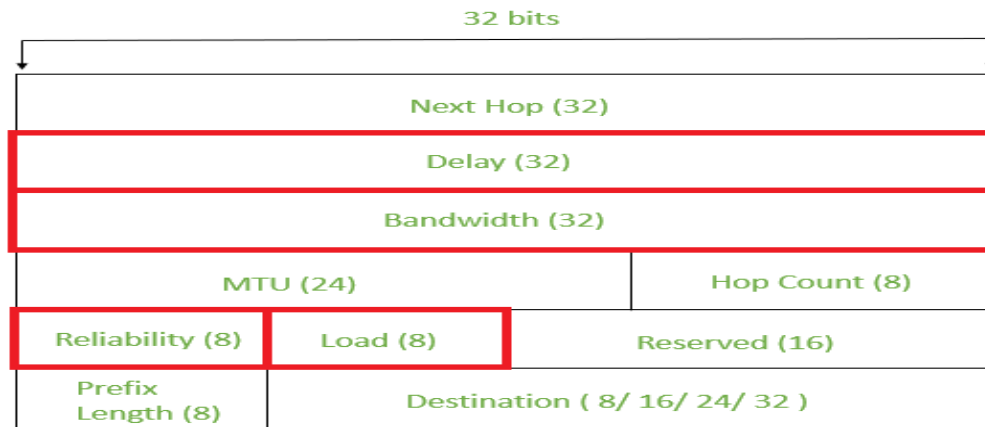 32 bits
Next Hop (32)
Delay (32)
Bandwidth (32)
MTU (24) Hop Count (8)
Reliability (8) Load (8) Reserved (16)
Prefix
Length (8)
Destination ( 8/ 16/ 24/ 32 )